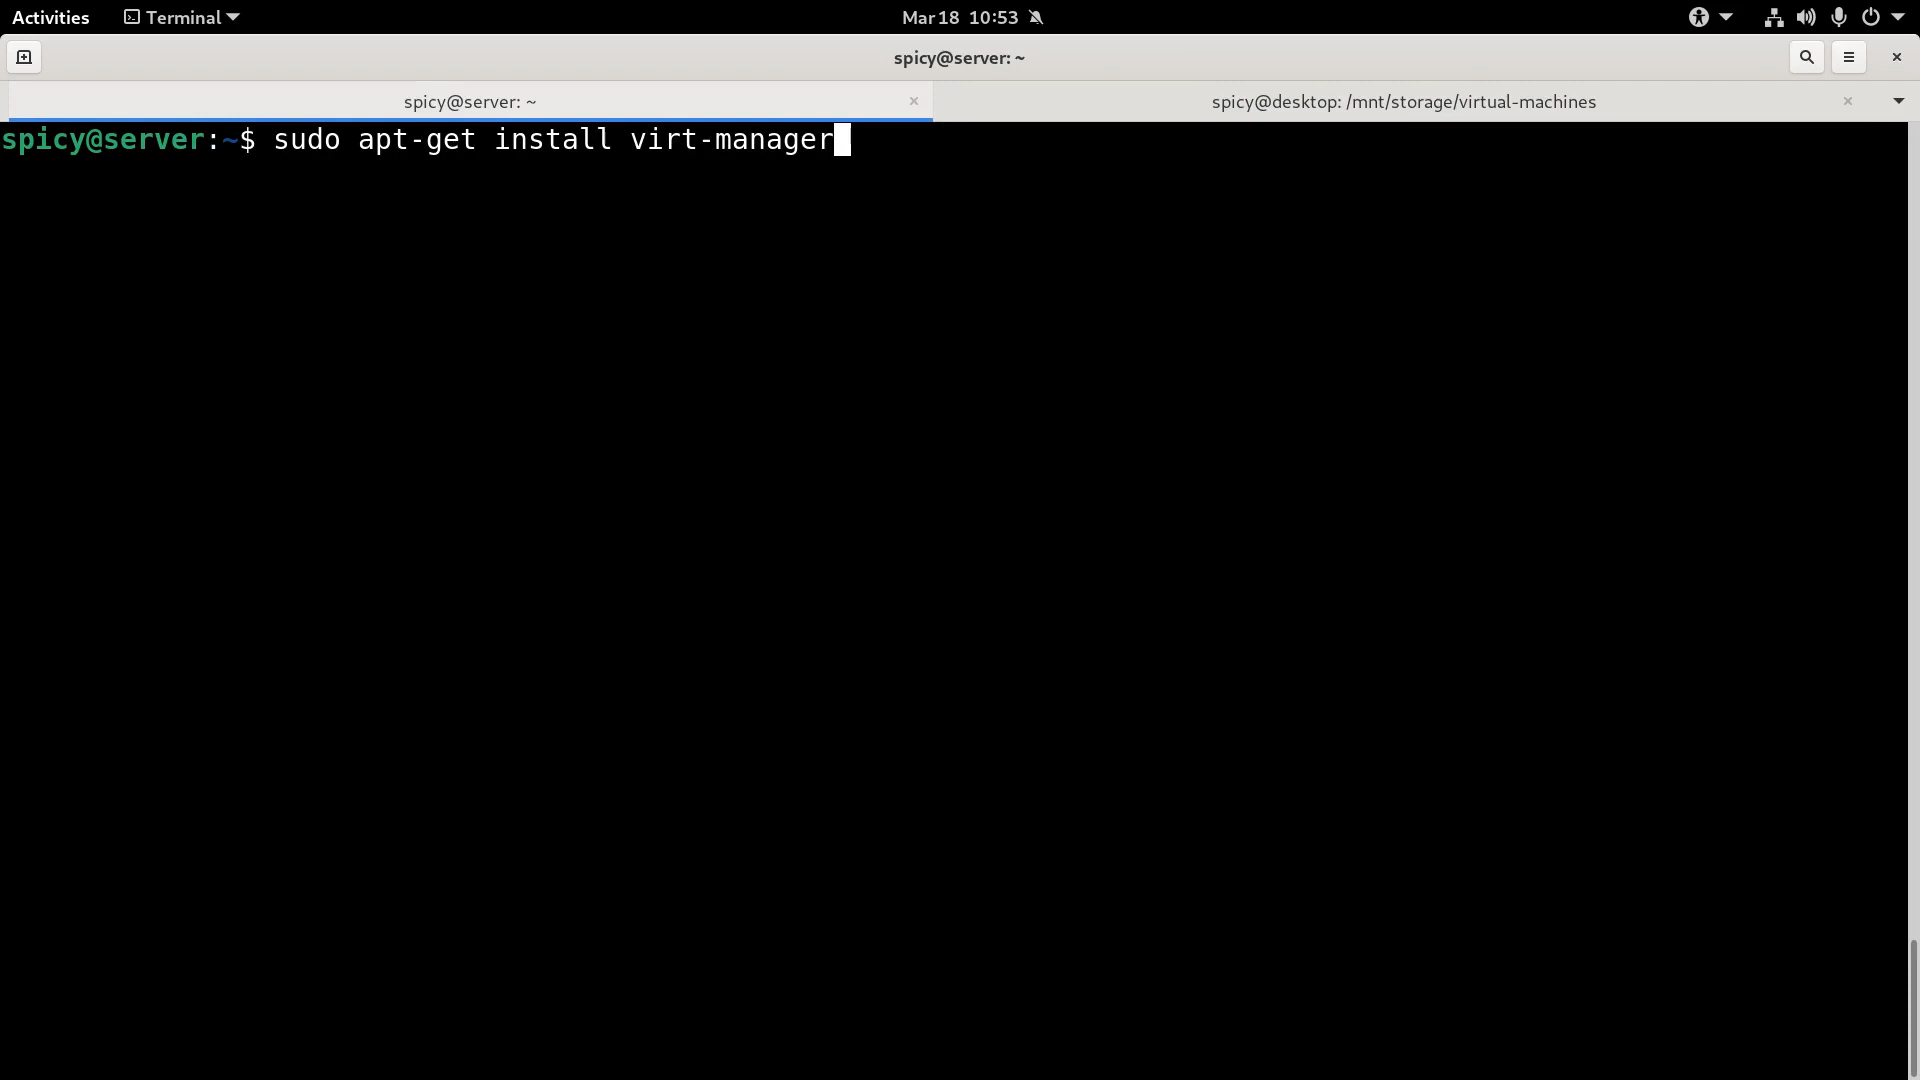 Activities Terminal Mar 18 10:53
spicy@server: ~
spicy@server: ~ × spicy@desktop: /mnt/storage/virtual-machines ×
spicy@server:~$ sudo apt-get install virt-manager